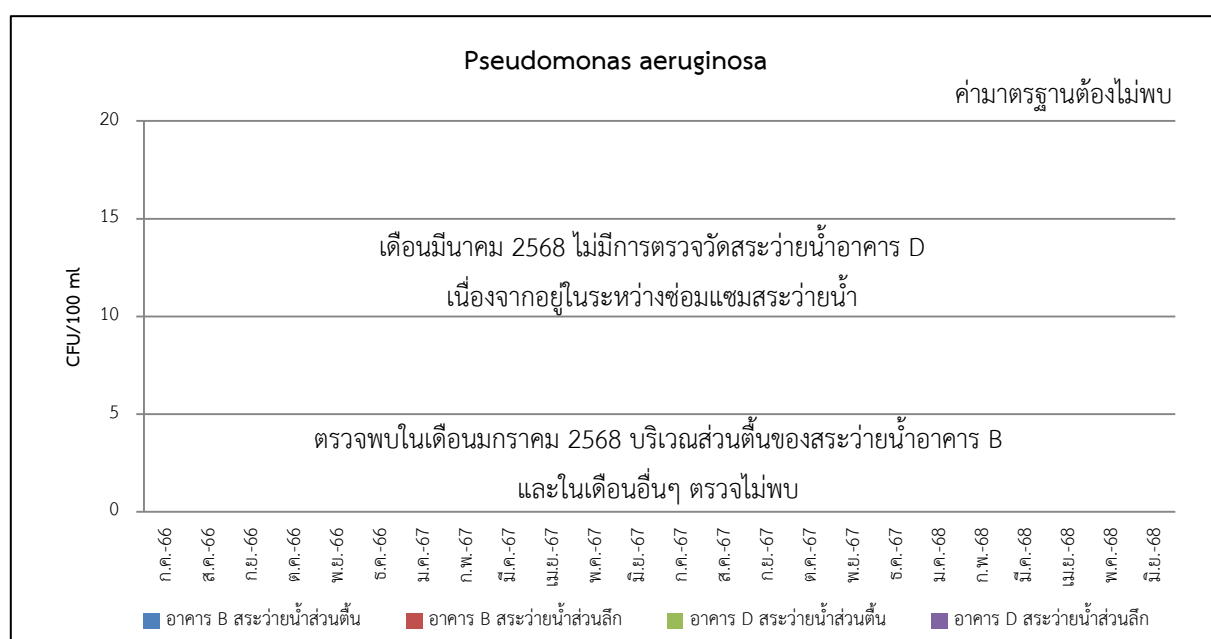 Pseudomonas aeruginosa
ค่ามาตรฐานต้องไม่พบ
20
15
10
5
0
CFU/100 ml
เดือนมีนาคม 2568 ไม่มีการตรวจวัดสระว่ายน้ำอาคาร D
เนื่องจากอยู่ในระหว่างซ่อมแซมสระว่ายน้ำ
ตรวจพบในเดือนมกราคม 2568 บริเวณส่วนตื้นของสระว่ายน้ำอาคาร B
และในเดือนอื่นๆ ตรวจไม่พบ
ก.ค.-66
ส.ค.-66
ก.ย.-66
ต.ค.-66
พ.ย.-66
ธ.ค.-66
ม.ค.-67
ก.พ.-67
มี.ค.-67
เม.ย.-67
พ.ค.-67
มิ.ย.-67
ก.ค.-67
ส.ค.-67
ก.ย.-67
ต.ค.-67
พ.ย.-67
ธ.ค.-67
ม.ค.-68
ก.พ.-68
มี.ค.-68
เม.ย.-68
พ.ค.-68
มิ.ย.-68
อาคาร B สระว่ายน้ำส่วนตื้น
อาคาร B สระว่ายน้ำส่วนลึก
อาคาร D สระว่ายน้ำส่วนตื้น
อาคาร D สระว่ายน้ำส่วนลึก